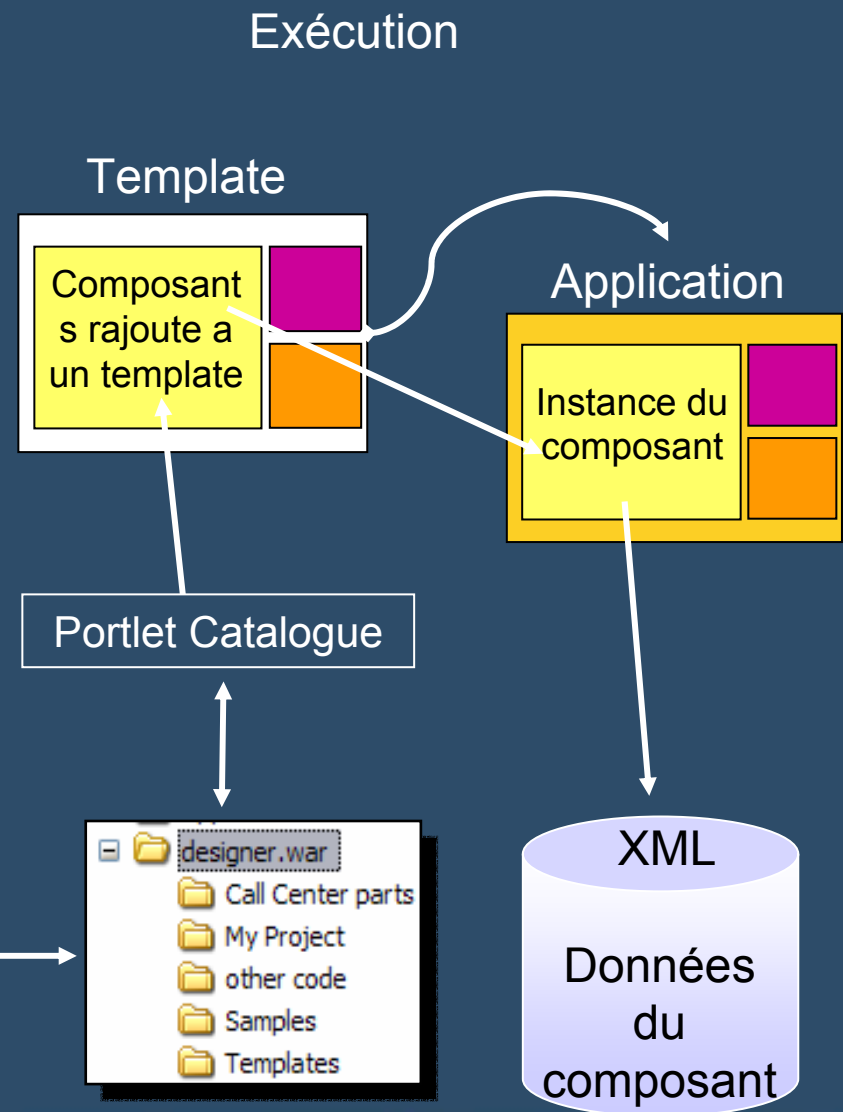 Exécution
Template
Composant
s rajoute a
un template
Application
Instance du
composant
Portlet Catalogue
designer.war
Call Center parts
My Project
other code
Samples
Templates
XML
Données
du
composant